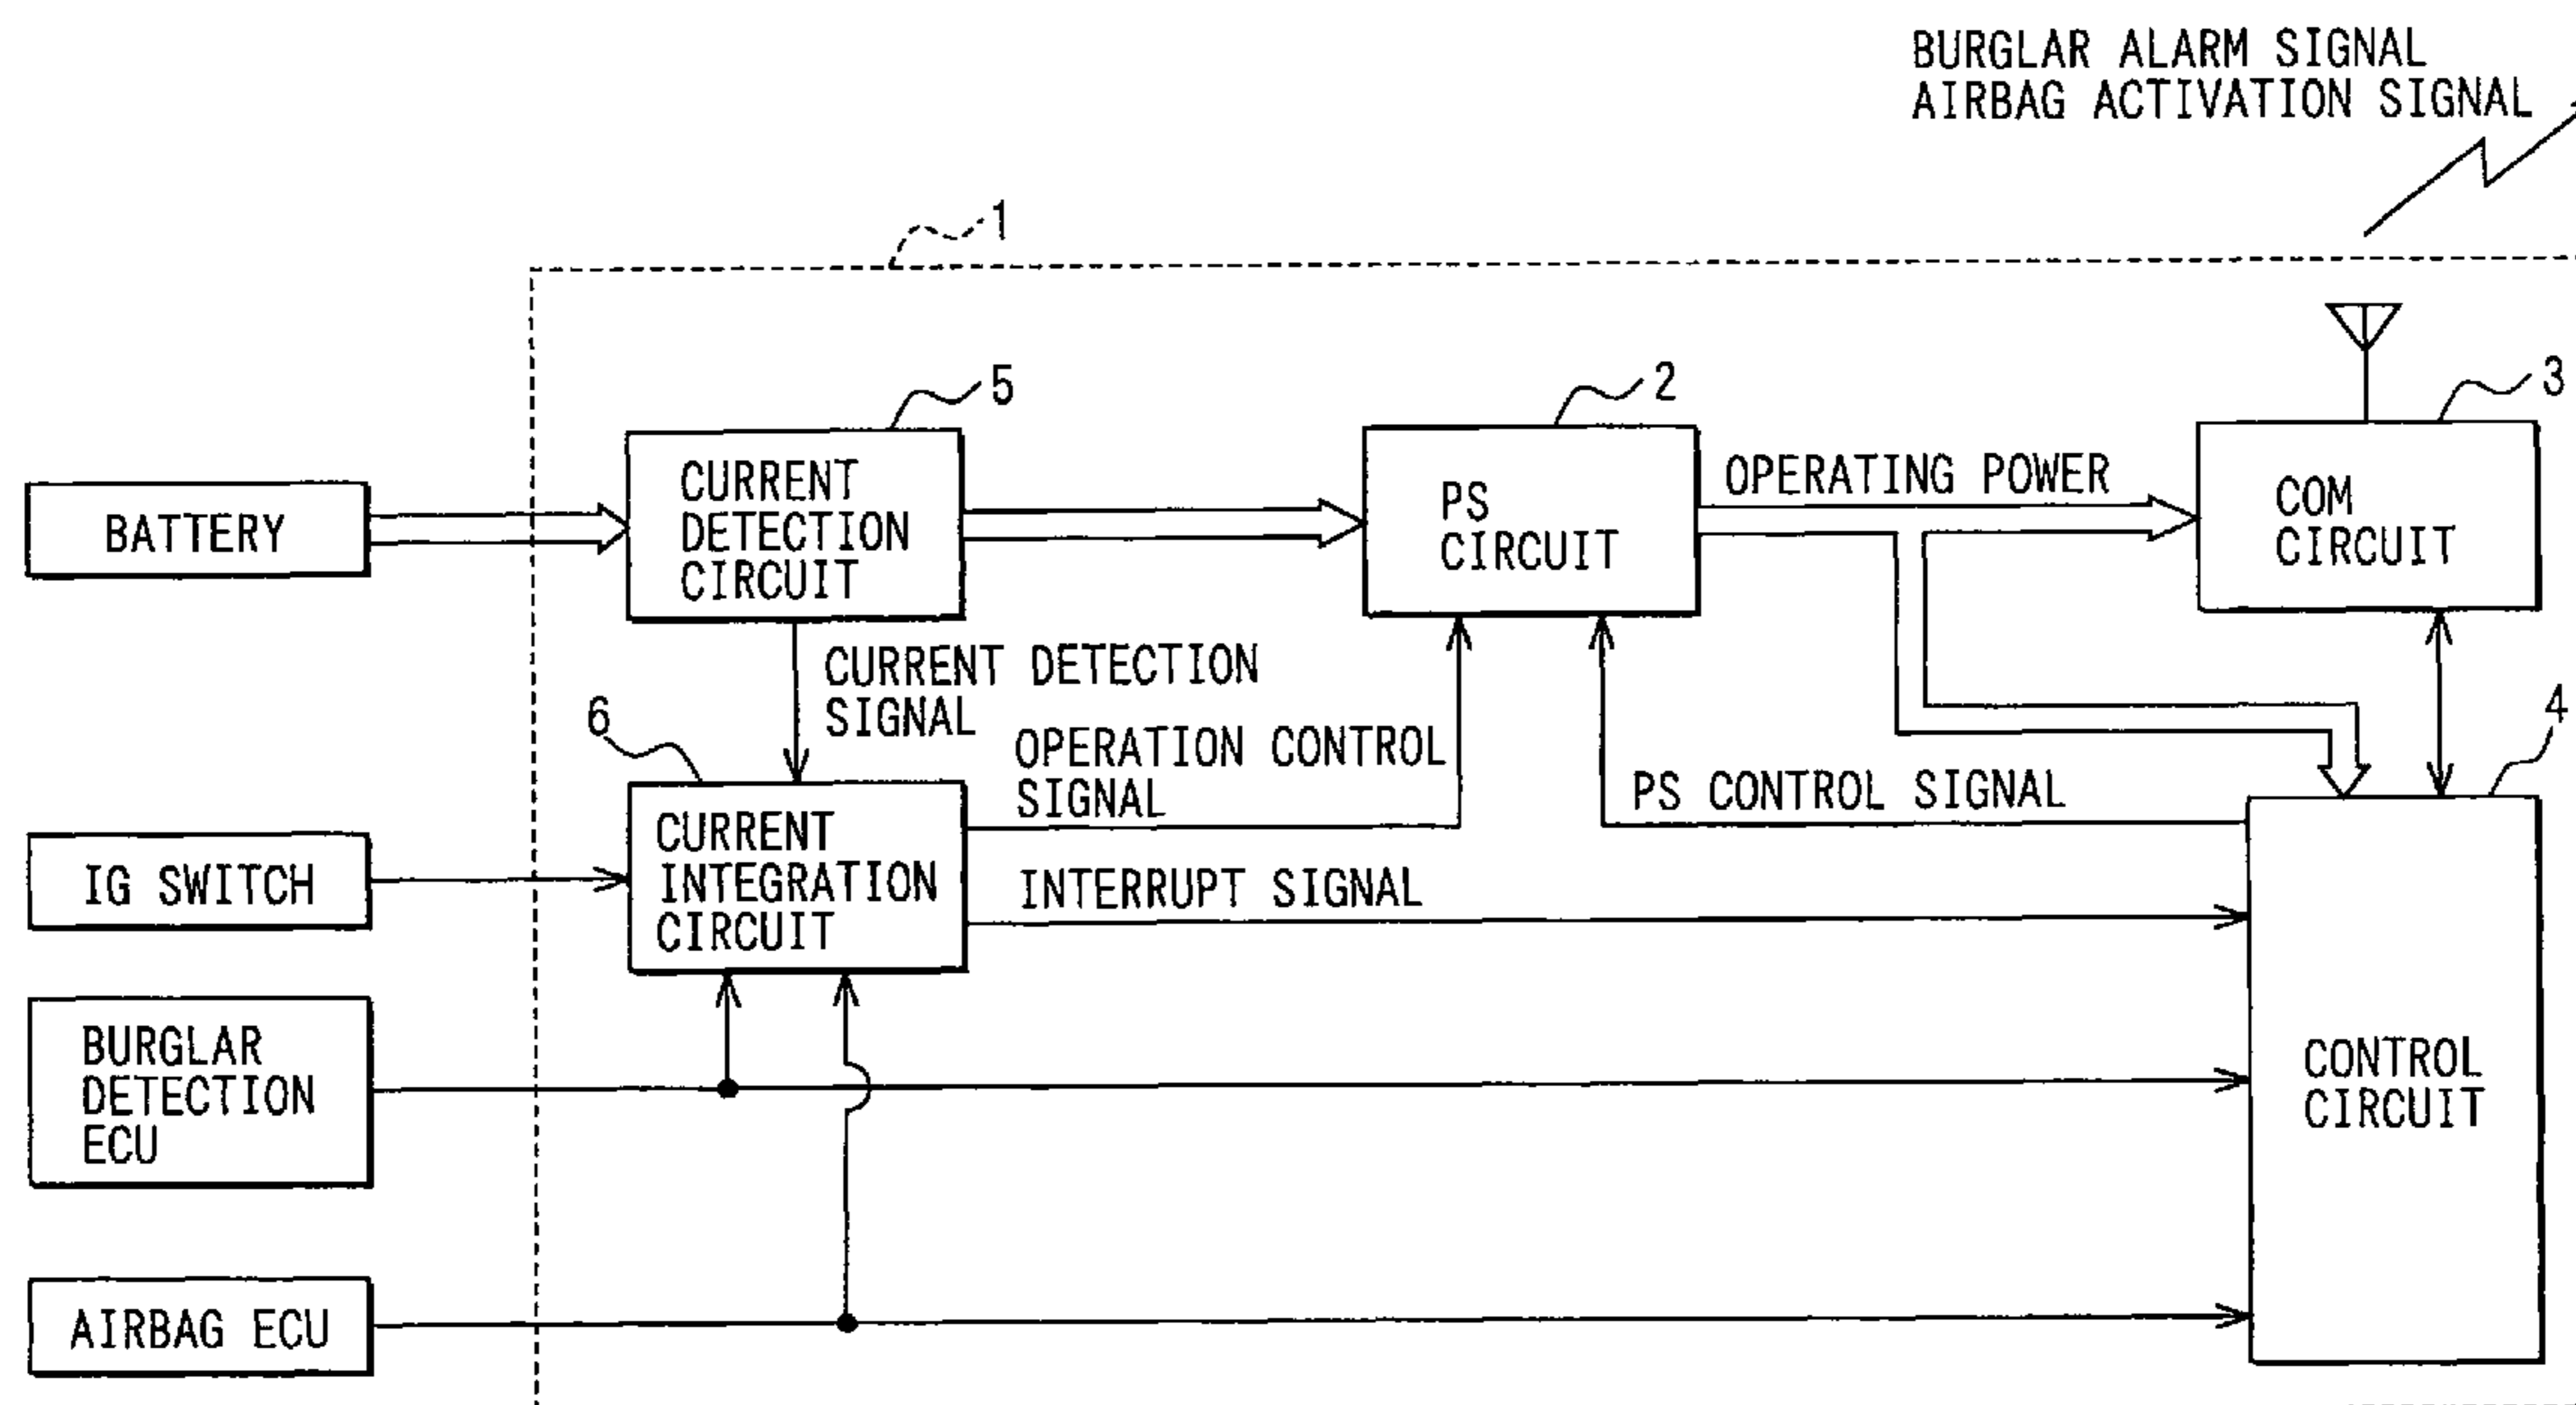 BURGLAR ALARM SIGNAL
AIRBAG ACTIVATION SIGNAL
1
5
2
3
BATTERY
CURRENT
DETECTION
CIRCUIT
PS
CIRCUIT
OPERATING POWER
COM
CIRCUIT
CURRENT DETECTION
SIGNAL
6
OPERATION CONTROL
SIGNAL
PS CONTROL SIGNAL
4
IG SWITCH
CURRENT
INTEGRATION
CIRCUIT
INTERRUPT SIGNAL
BURGLAR
DETECTION
ECU
CONTROL
CIRCUIT
AIRBAG ECU